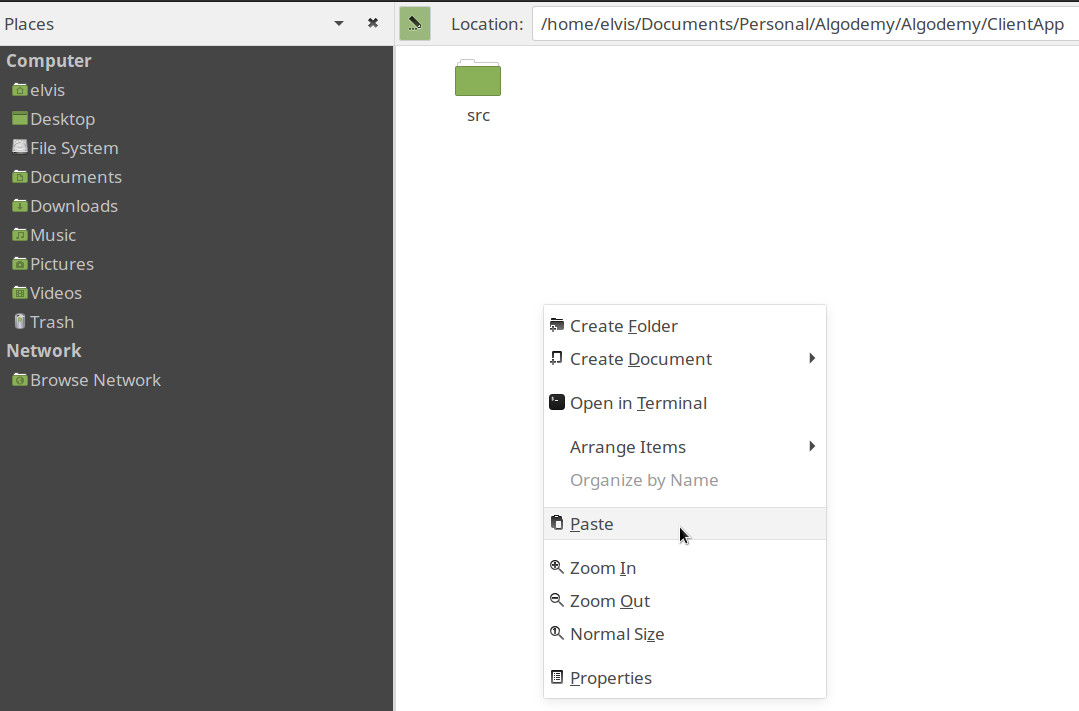 Places
Location: /home/elvis/Documents/Personal/Algodemy/Algodemy/ClientApp
Computer
elvis
Desktop
File System
Documents
Downloads
Music
Pictures
Videos
Trash
Network
Browse Network
src
Create Folder
Create Document
Open in Terminal
Arrange Items
Organize by Name
Paste
Zoom In
Zoom Out
Normal Size
Properties